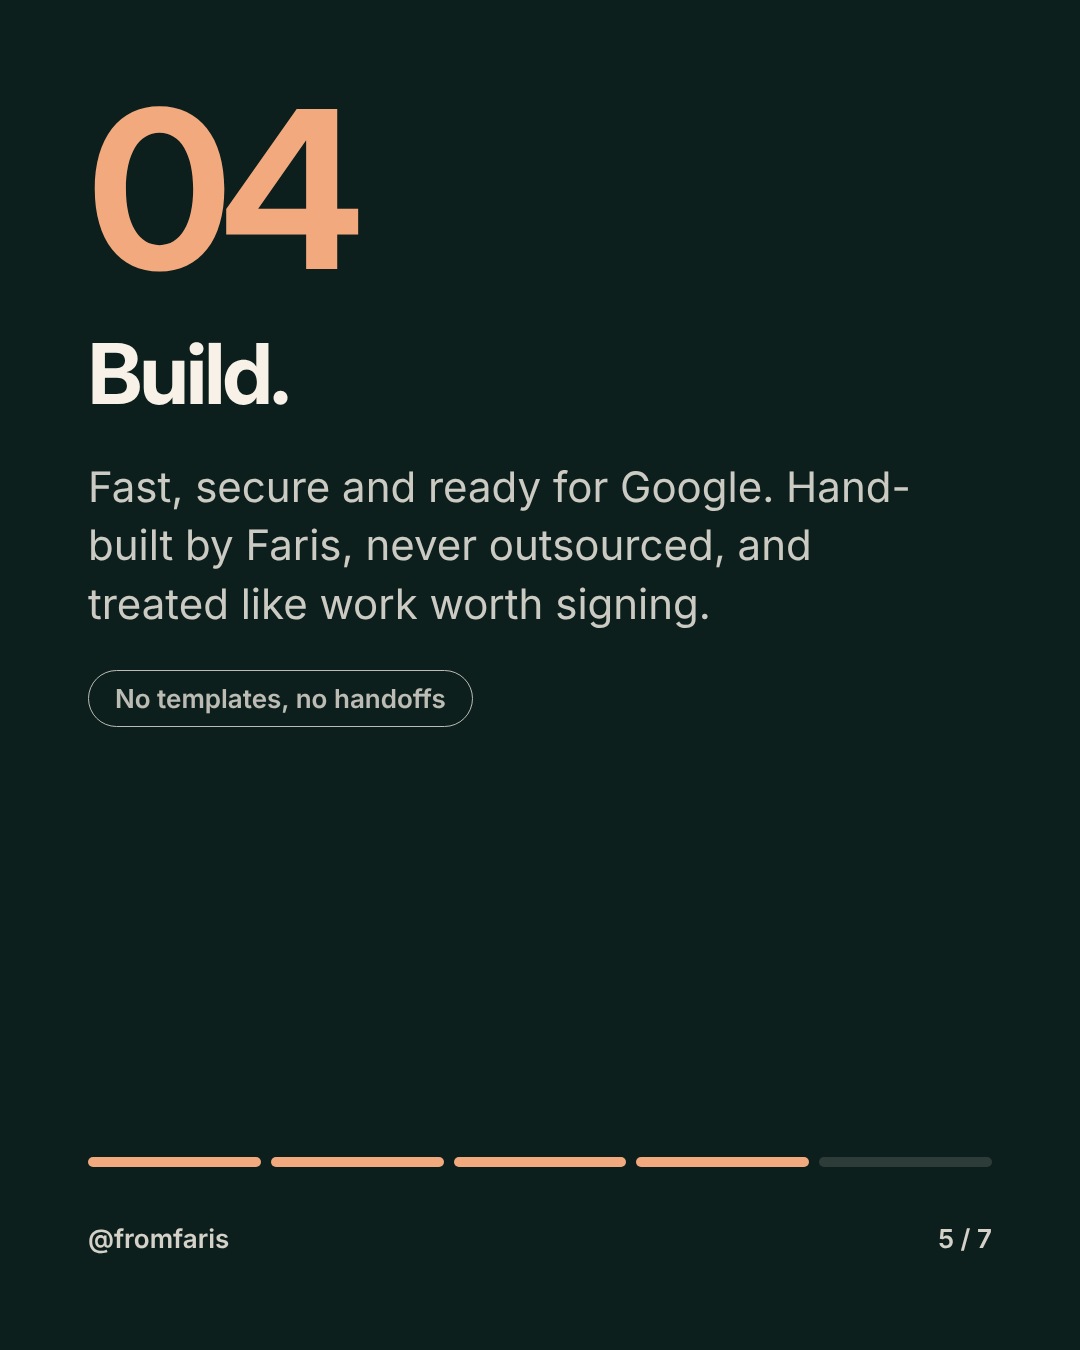 04
Build.
Fast, secure and ready for Google. Hand-
built by Faris, never outsourced, and
treated like work worth signing.
No templates, no handoffs
@fromfaris
5 / 7